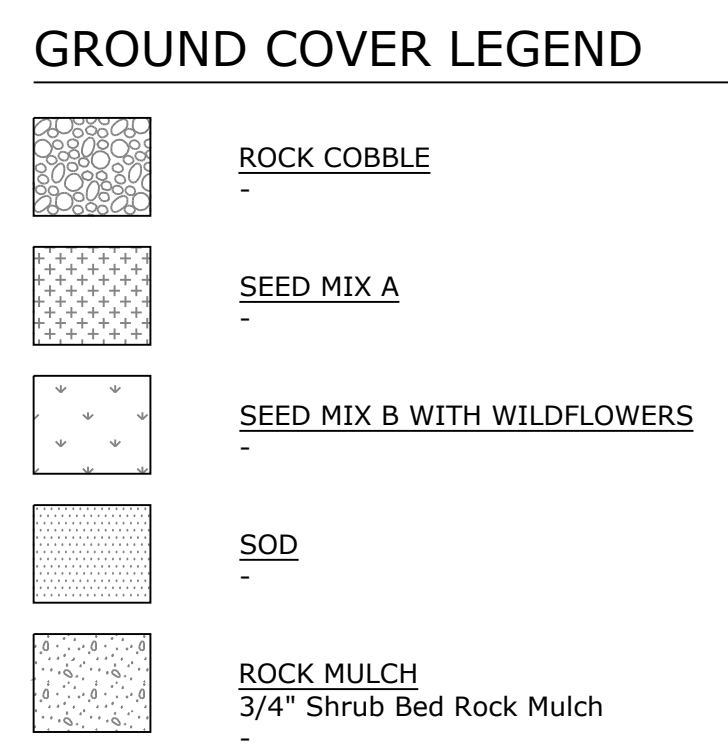 GROUND COVER LEGEND
ROCK COBBLE
-
SEED MIX A
-
SEED MIX B WITH WILDFLOWERS
-
SOD
-
ROCK MULCH
3/4" Shrub Bed Rock Mulch
-